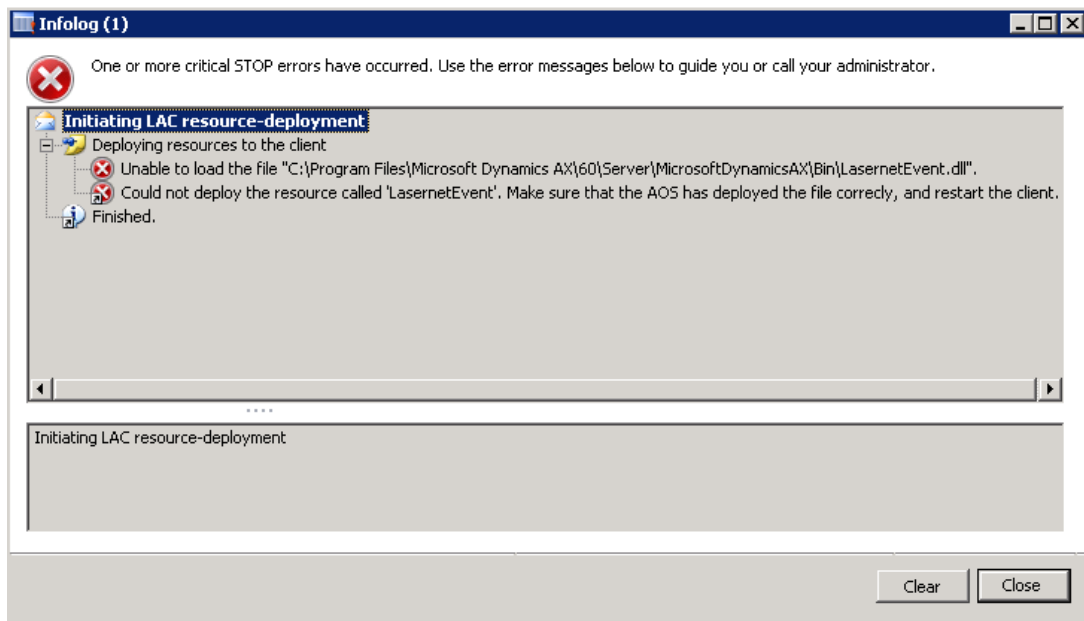 Infolog (1)
One or more critical STOP errors have occurred. Use the error messages below to guide you or call your administrator.
Initiating LAC resource-deployment
Deploying resources to the client
Unable to load the file "C:\Program Files\Microsoft Dynamics AX\60\Server\MicrosoftDynamicsAX\Bin\LasernetEvent.dll".
Could not deploy the resource called 'LasernetEvent'. Make sure that the AOS has deployed the file correcly, and restart the client.
Finished.
Initiating LAC resource-deployment
Clear
Close